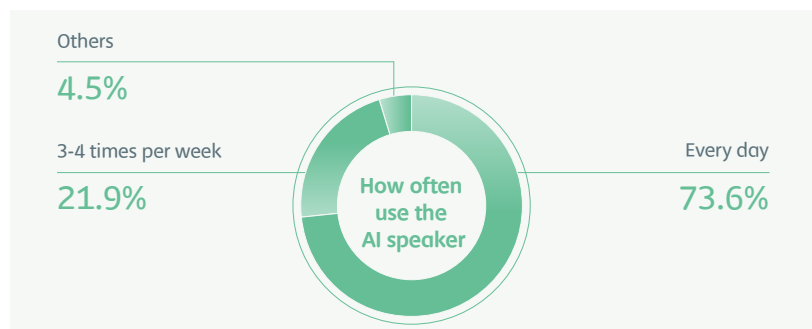 Others
4.5%
3-4 times per week
21.9%
Every day
73.6%
How often
use the
AI speaker